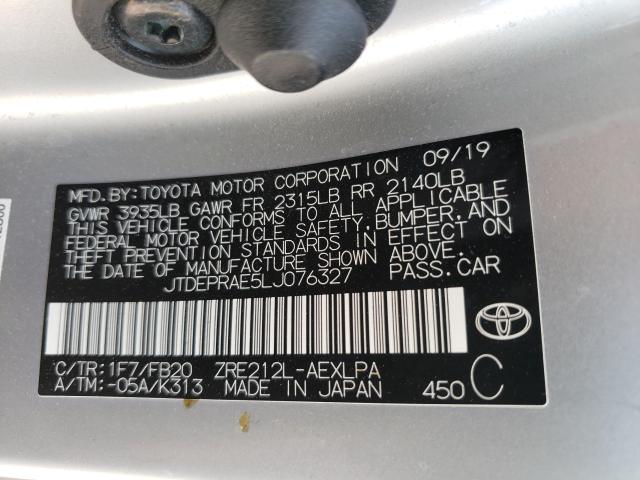 MFD. BY: TOYOTA MOTOR CORPORATION 09/19
GVWR 3935LB GAWR FR 2315LB RR 2140LB
THIS VEHICLE CONFORMS TO ALL APPLICABLE
FEDERAL MOTOR VEHICLE SAFETY, BUMPER, AND
THEFT PREVENTION STANDARDS IN EFFECT ON
THE DATE OF MANUFACTURE SHOWN ABOVE.
JTDEPRAE5LJ076327 PASS. CAR
C/TR: 1F7/FB20 ZRE212L-AEXLPA
A/TM: -05A/K313 MADE IN JAPAN 450 C